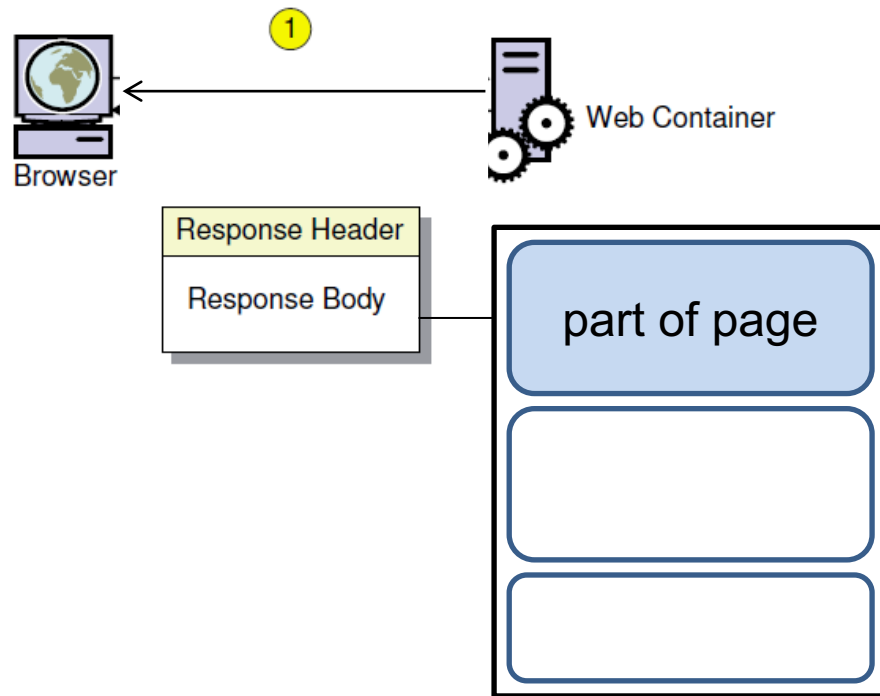 1
Web Container
Browser
Response Header
Response Body
part of page